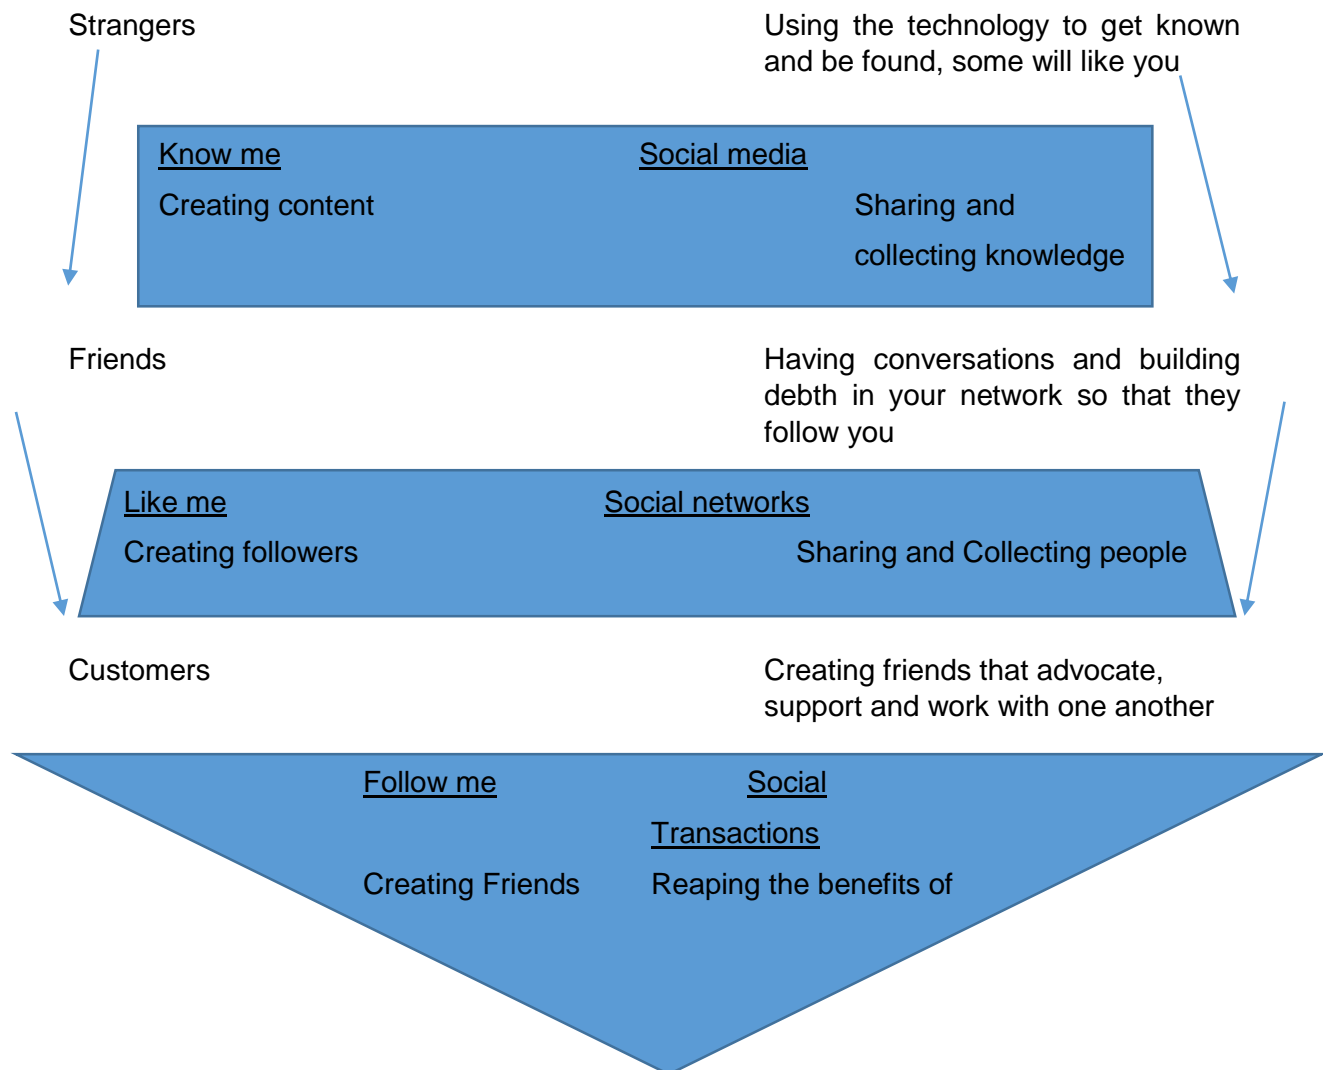 Strangers
Using the technology to get known
and be found, some will like you
Know me
Social media
Creating content
Sharing and
collecting knowledge
Friends
Having conversations and building
debth in your network so that they
follow you
Like me
Social networks
Creating followers
Sharing and Collecting people
Customers
Creating friends that advocate,
support and work with one another
Follow me
Social
Transactions
Creating Friends
Reaping the benefits of